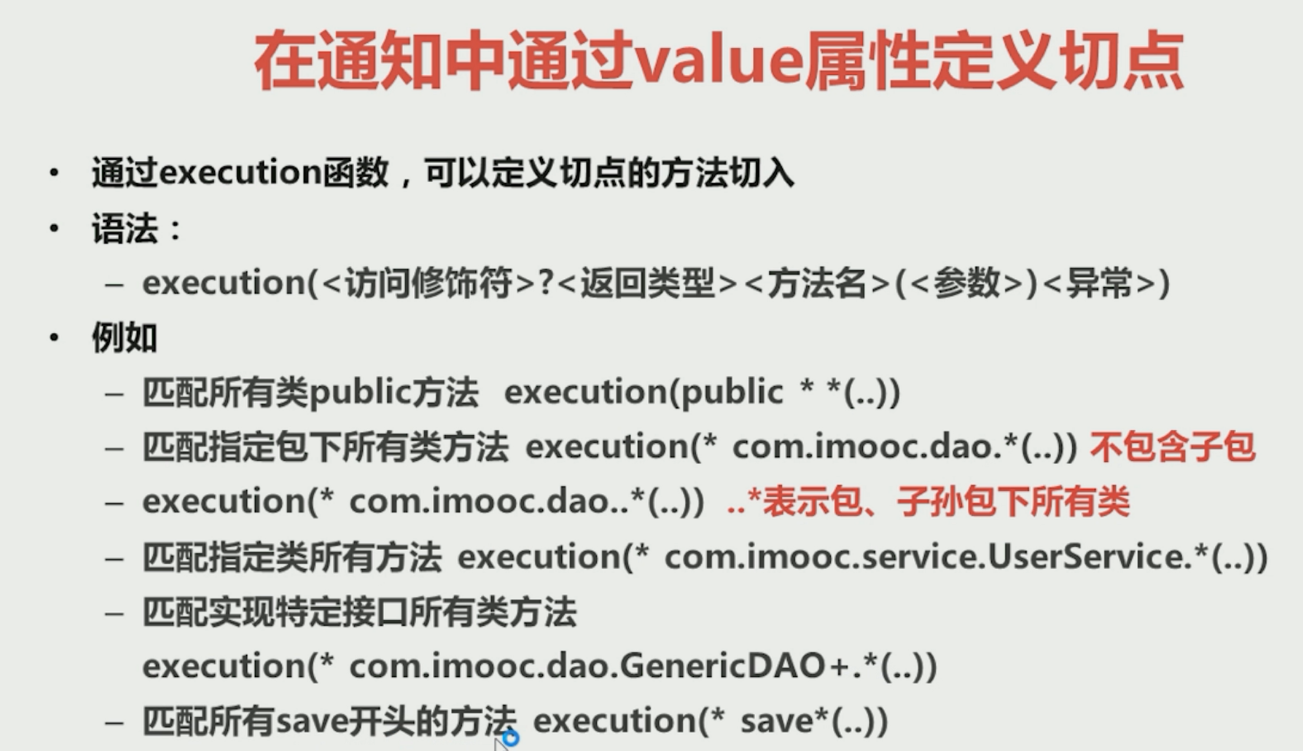 在通知中通过value属性定义切点
• 通过execution函数，可以定义切点的方法切入
• 语法：
– execution(<访问修饰符>?<返回类型><方法名>(<参数>)<异常>)
• 例如
– 匹配所有类public方法 execution(public * *(..))
– 匹配指定包下所有类方法 execution(* com.imooc.dao.*(..)) 不包含子包
– execution(* com.imooc.dao..*(..)) ..*表示包、子孙包下所有类
– 匹配指定类所有方法 execution(* com.imooc.service.UserService.*(..))
– 匹配实现特定接口所有类方法
execution(* com.imooc.dao.GenericDAO+.*(..))
– 匹配所有save开头的方法 execution(* save*(..))